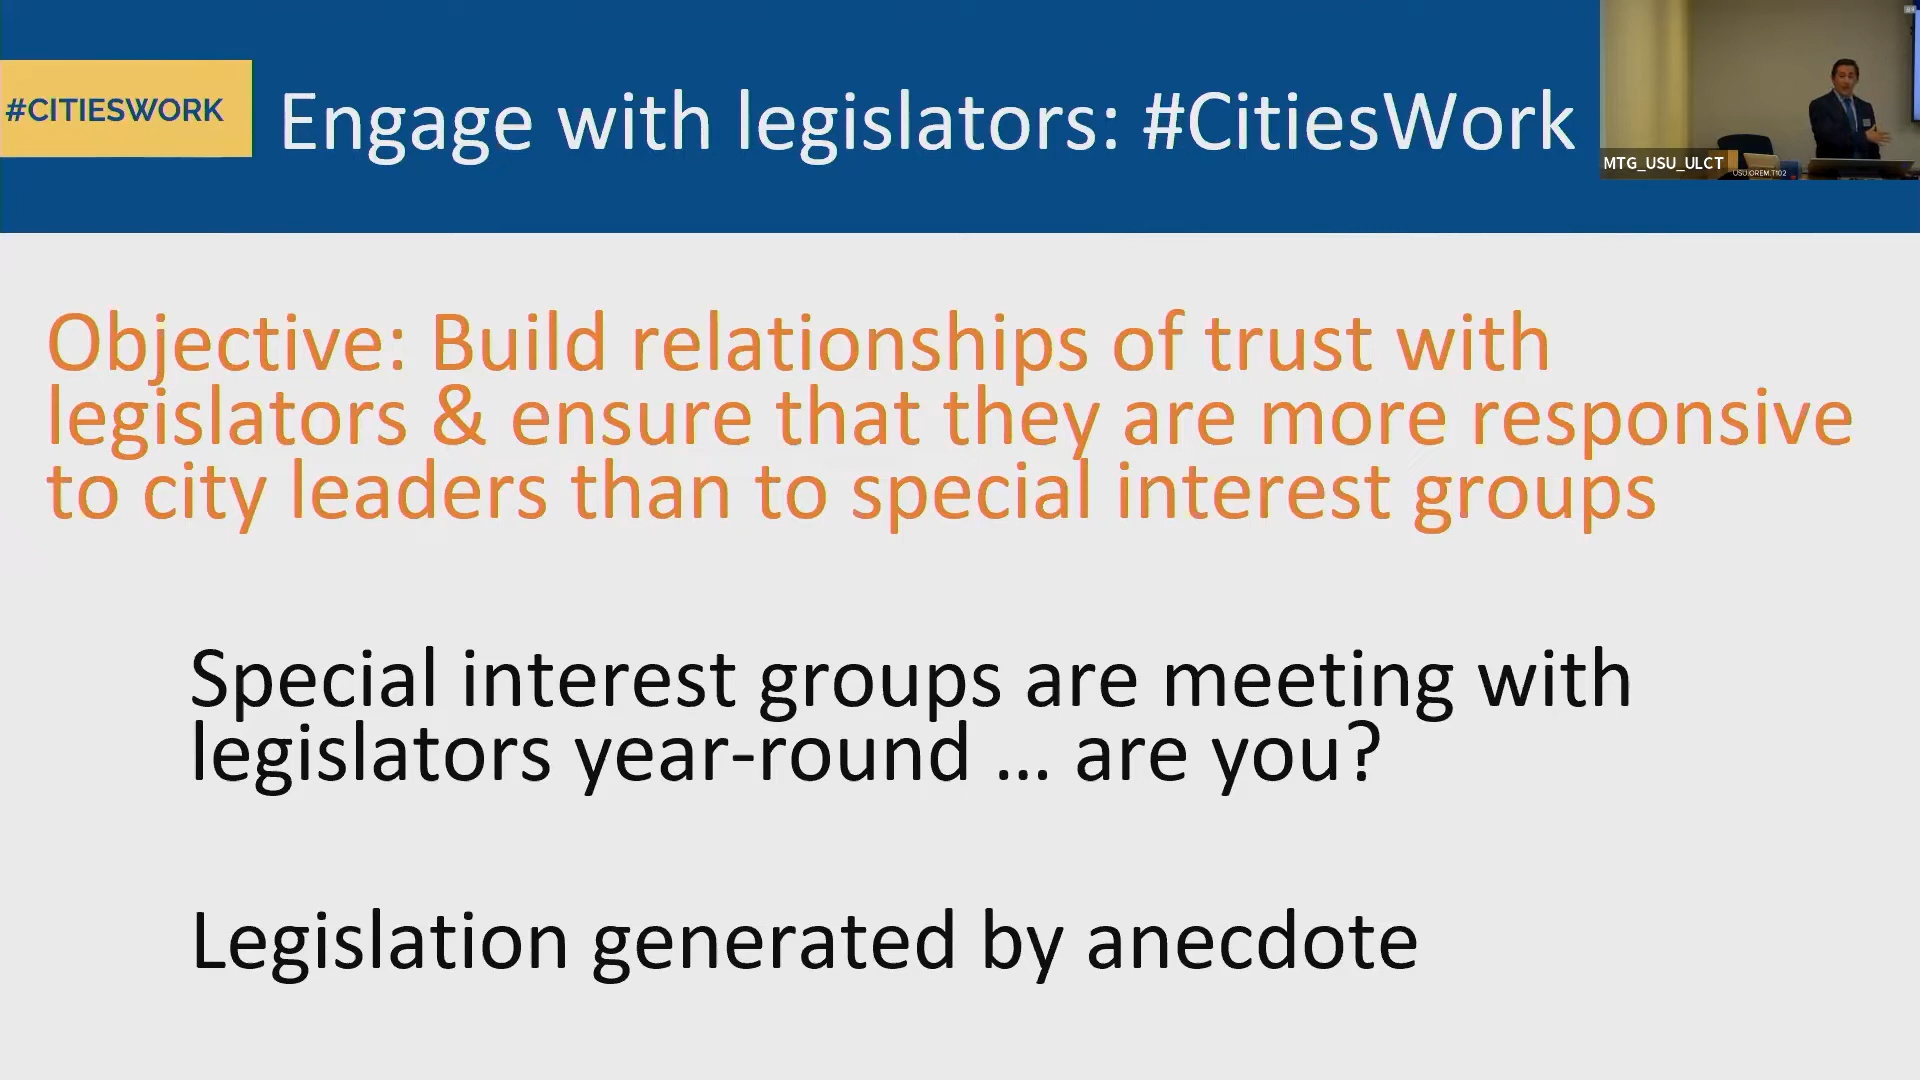 #CITIESWORK
Engage with legislators: #CitiesWork
MTG_USU_ULCT
USU.OREM.T102
Objective: Build relationships of trust with
legislators & ensure that they are more responsive
to city leaders than to special interest groups
Special interest groups are meeting with
legislators year-round ... are you?
Legislation generated by anecdote